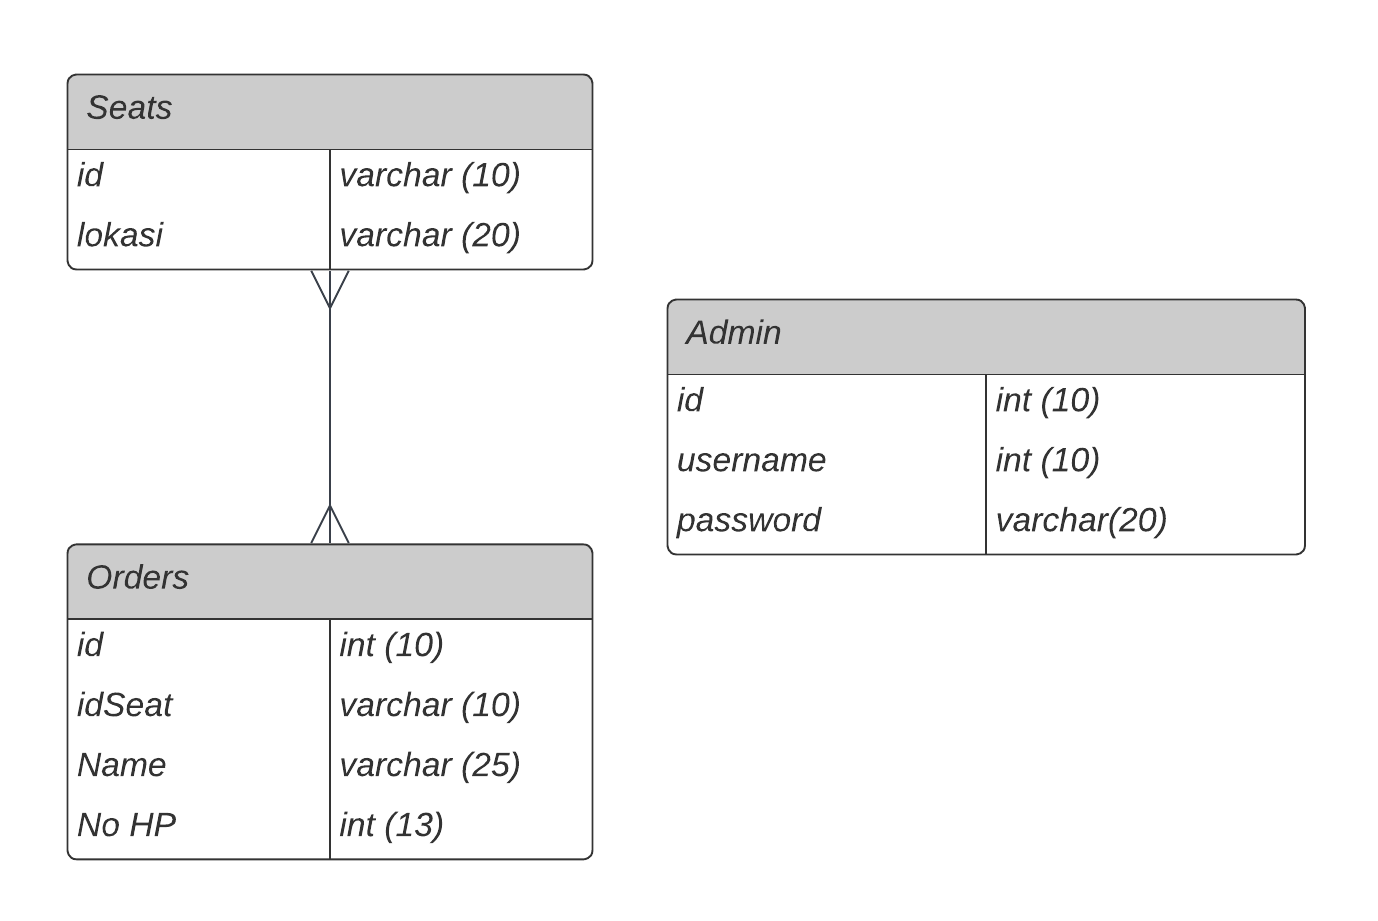 Seats
id varchar (10)
lokasi varchar (20)
Admin
id int (10)
username int (10)
password varchar(20)
Orders
id int (10)
idSeat varchar (10)
Name varchar (25)
No HP int (13)